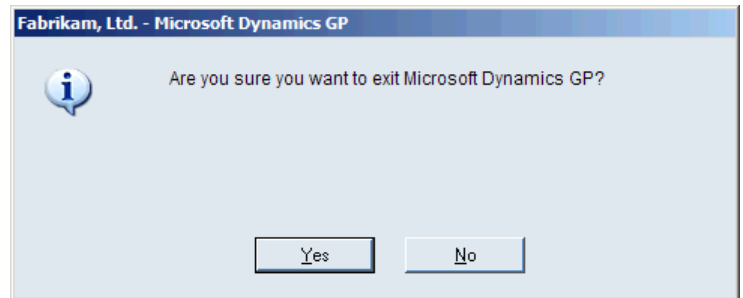 Fabrikam, Ltd. - Microsoft Dynamics GP
Are you sure you want to exit Microsoft Dynamics GP?
Yes No